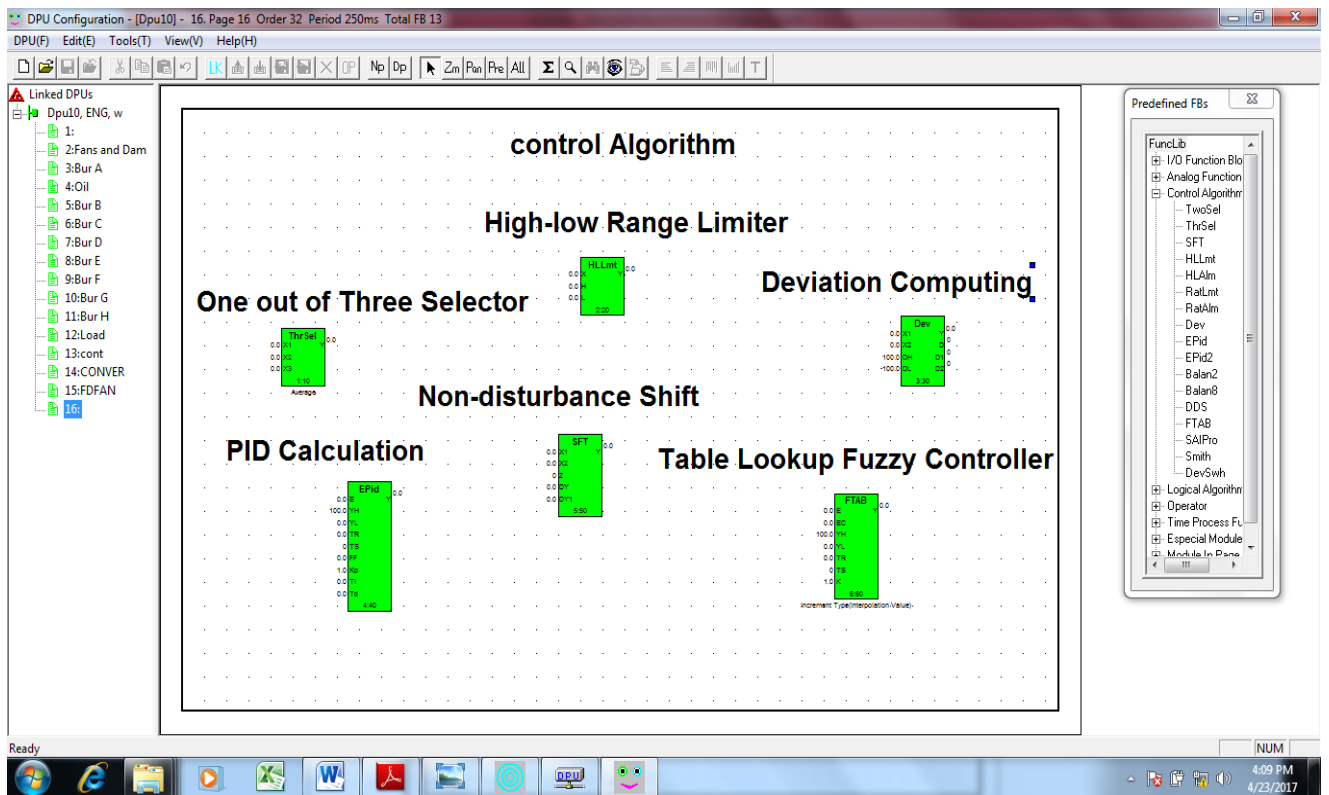 DPU Configuration - [Dpu10] - 16. Page 16 Order 32 Period 250ms Total FB 13
DPU(F) Edit(E) Tools(T) View(V) Help(H)
LK OP Np Dp Zm Pan Pre All Σ T
Linked DPUs
Dpu10, ENG, w
1:
2:Fans and Dam
3:Bur A
4:Oil
5:Bur B
6:Bur C
7:Bur D
8:Bur E
9:Bur F
10:Bur G
11:Bur H
12:Load
13:cont
14:CONVER
15:FDFAN
16:
control Algorithm
High-low Range Limiter
HLLmt
0.0 X Y 0.0
0.0 H
0.0 L
2:20
Deviation Computing
Dev
0.0 X1 Y 0.0
0.0 X2 D 0
100.0 DH D1 0
-100.0 DL D2 0
3:30
One out of Three Selector
ThrSel
0.0 X1 Y 0.0
0.0 X2
0.0 X3
1:10
Average
Non-disturbance Shift
SFT
0.0 X1 Y 0.0
0.0 X2
0 Z
0.0 DY
0.0 DY1
5:50
PID Calculation
EPid
0.0 E Y 0.0
100.0 YH
0.0 YL
0.0 TR
0 TS
0.0 FF
1.0 Kp
0.0 Ti
0.0 Td
4:40
Table Lookup Fuzzy Controller
FTAB
0.0 E Y 0.0
0.0 EC
100.0 YH
0.0 YL
0.0 TR
0 TS
1.0 K
6:60
Increment Type(Interpolation Value)
Predefined FBs
FuncLib
I/O Function Blo
Analog Function
Control Algorithm
TwoSel
ThrSel
SFT
HLLmt
HLAlm
RatLmt
RatAlm
Dev
EPid
EPid2
Balan2
Balan8
DDS
FTAB
SAIPro
Smith
DevSwh
Logical Algorithm
Operator
Time Process Fu
Especial Module
Module In Page
Ready
NUM
DPU
4:09 PM
4/23/2017